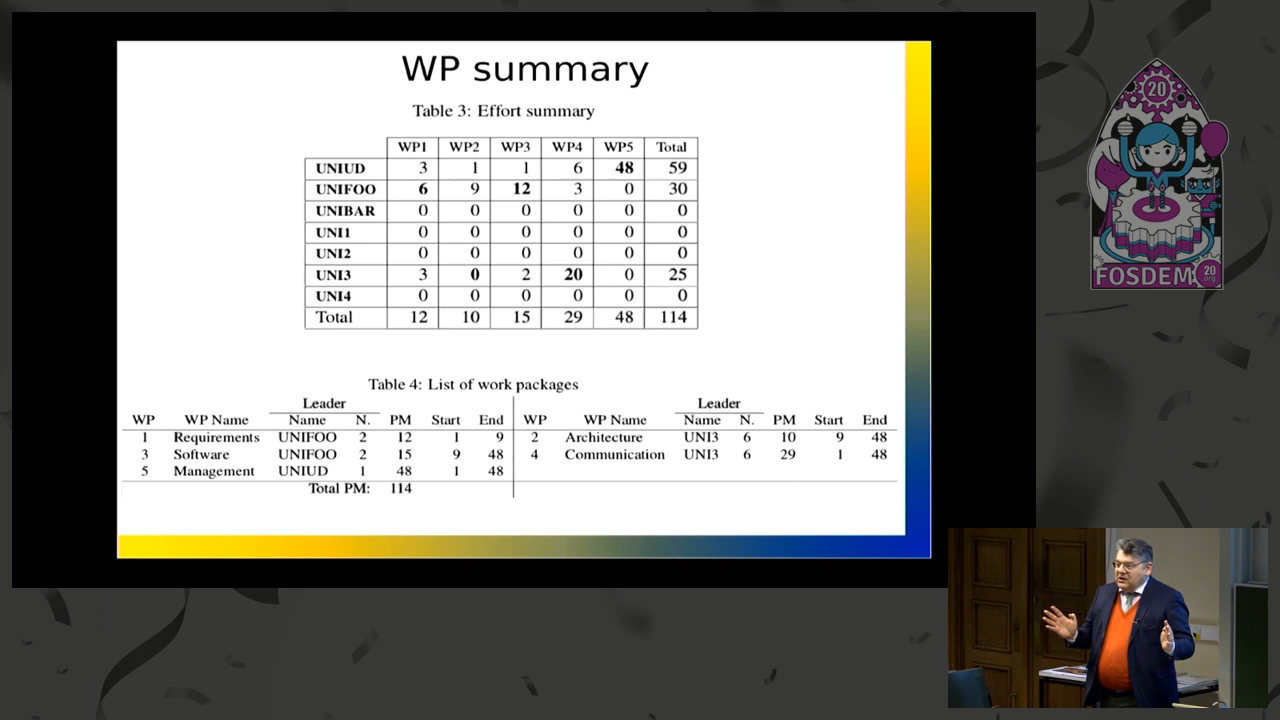 WP summary
Table 3: Effort summary
WP1 WP2 WP3 WP4 WP5 Total
UNIUD 3 1 1 6 48 59
UNIFOO 6 9 12 3 0 30
UNIBAR 0 0 0 0 0 0
UNI1 0 0 0 0 0 0
UNI2 0 0 0 0 0 0
UNI3 3 0 2 20 0 25
UNI4 0 0 0 0 0 0
Total 12 10 15 29 48 114
Table 4: List of work packages
Leader Leader
WP WP Name Name N. PM Start End WP WP Name Name N. PM Start End
1 Requirements UNIFOO 2 12 1 9 2 Architecture UNI3 6 10 9 48
3 Software UNIFOO 2 15 9 48 4 Communication UNI3 6 29 1 48
5 Management UNIUD 1 48 1 48
Total PM: 114
20
FOSDEM
20
.org